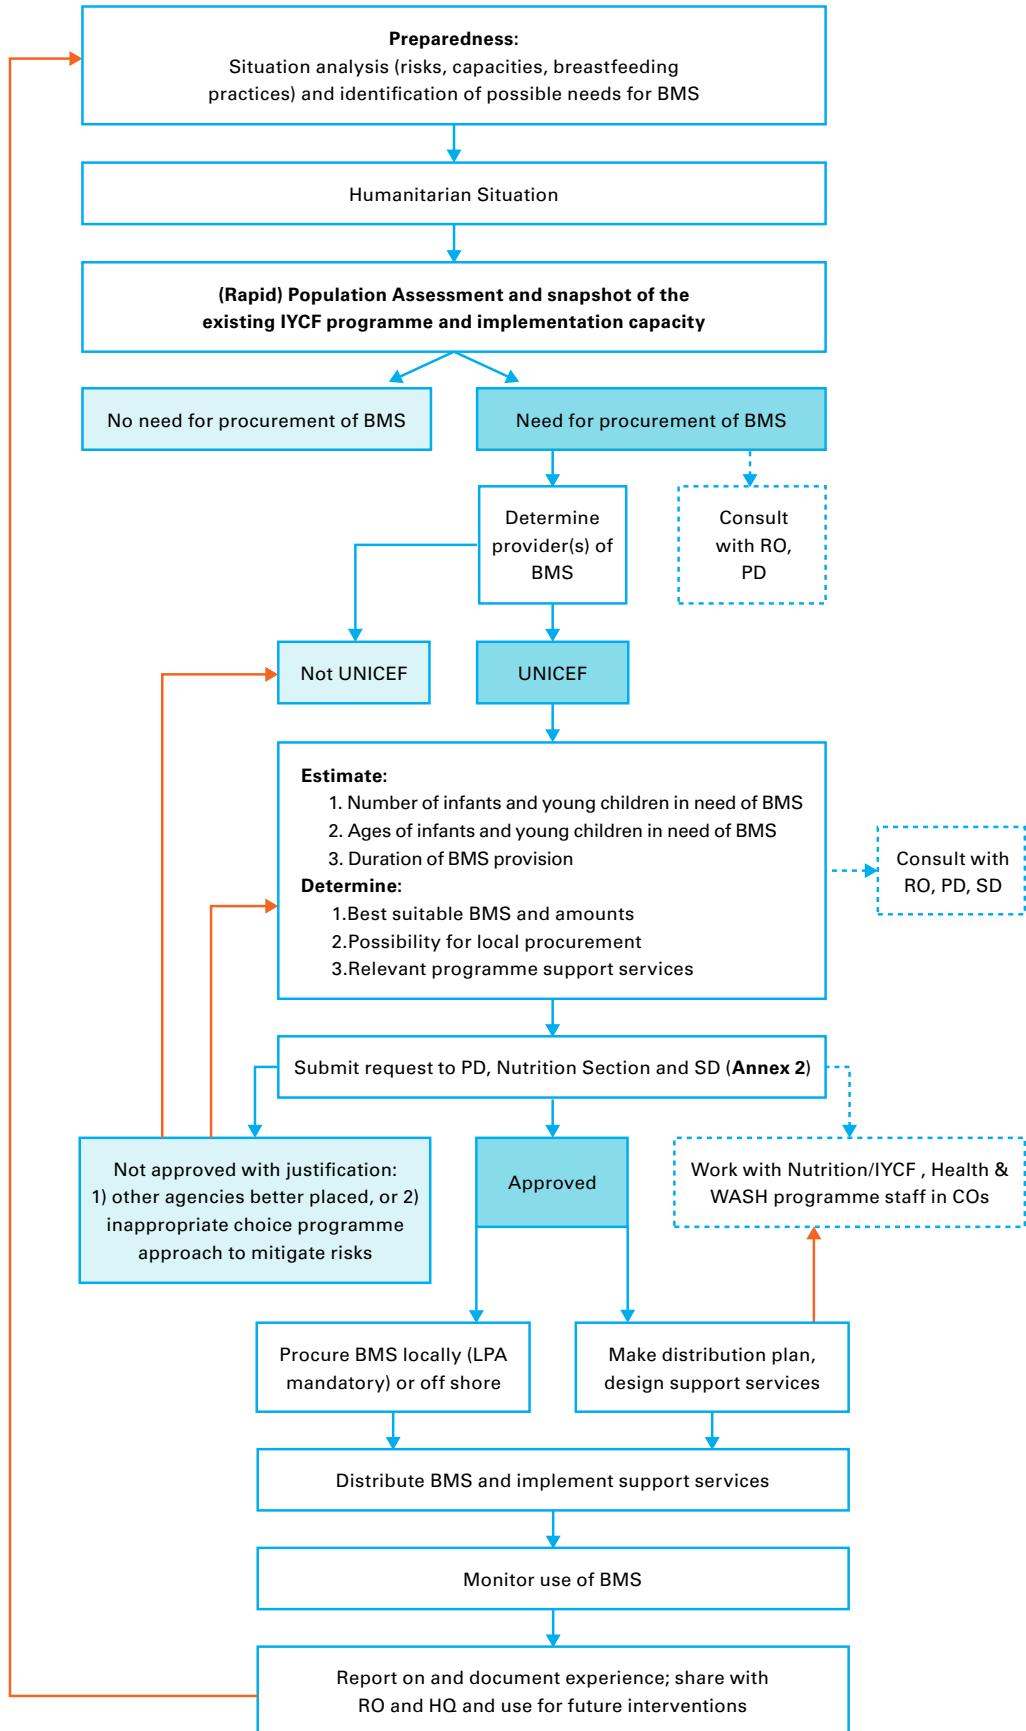 Preparedness:
Situation analysis (risks, capacities, breastfeeding
practices) and identification of possible needs for BMS
Humanitarian Situation
(Rapid) Population Assessment and snapshot of the
existing IYCF programme and implementation capacity
No need for procurement of BMS
Need for procurement of BMS
Determine
provider(s) of
BMS
Consult
with RO,
PD
Not UNICEF
UNICEF
Estimate:
1. Number of infants and young children in need of BMS
2. Ages of infants and young children in need of BMS
3. Duration of BMS provision
Determine:
1.Best suitable BMS and amounts
2.Possibility for local procurement
3.Relevant programme support services
Consult with
RO, PD, SD
Submit request to PD, Nutrition Section and SD (Annex 2)
Not approved with justification:
1) other agencies better placed, or 2)
inappropriate choice programme
approach to mitigate risks
Approved
Work with Nutrition/IYCF , Health &
WASH programme staff in COs
Procure BMS locally (LPA
mandatory) or off shore
Make distribution plan,
design support services
Distribute BMS and implement support services
Monitor use of BMS
Report on and document experience; share with
RO and HQ and use for future interventions